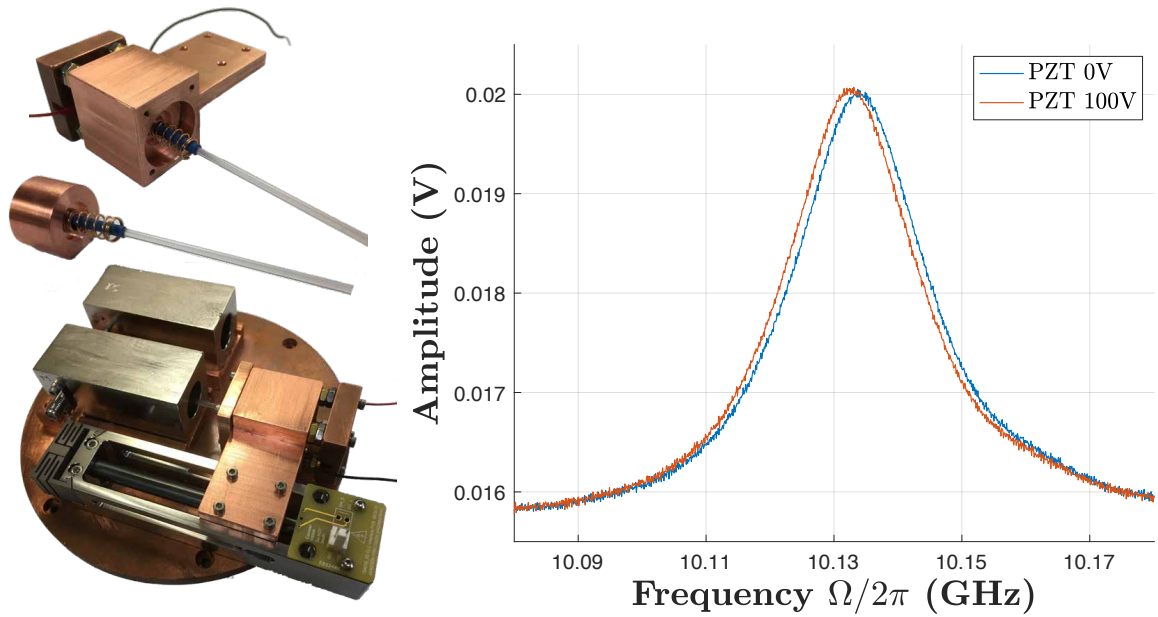 PZT 0V
PZT 100V
0.02
0.019
0.018
0.017
0.016
Amplitude (V)
10.09 10.11 10.13 10.15 10.17
Frequency Ω/2π (GHz)